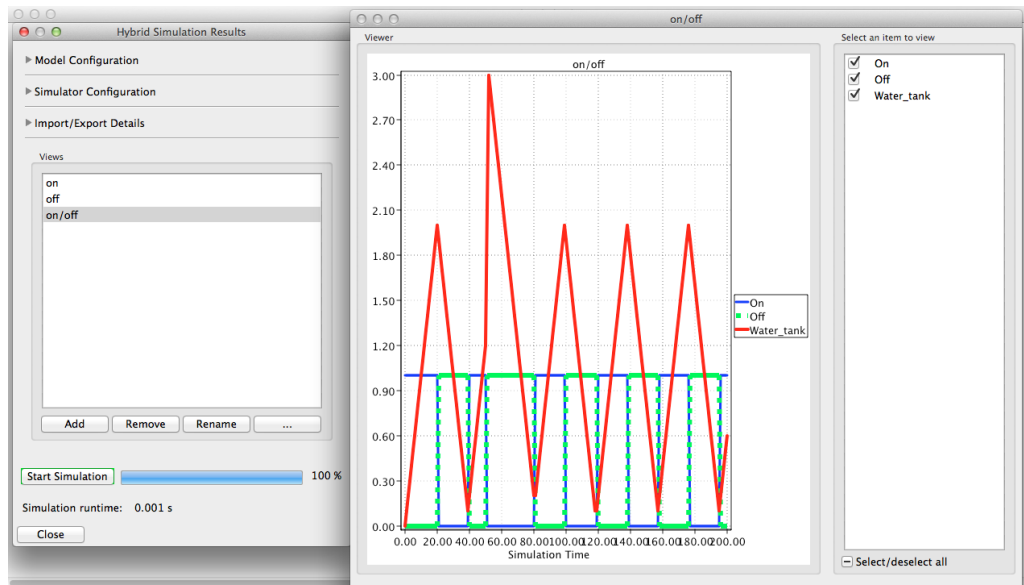 Hybrid Simulation Results
Model Configuration
Simulator Configuration
Import/Export Details
Views
on
off
on/off
Add
Remove
Rename
...
Start Simulation
100 %
Simulation runtime: 0.001 s
Close
on/off
Viewer
on/off
3.00
2.70
2.40
2.10
1.80
1.50
1.20
0.90
0.60
0.30
0.00
0.00 20.00 40.00 60.00 80.00 100.00 120.00 140.00 160.00 180.00 200.00
Simulation Time
On
Off
Water_tank
Select an item to view
On
Off
Water_tank
Select/deselect all